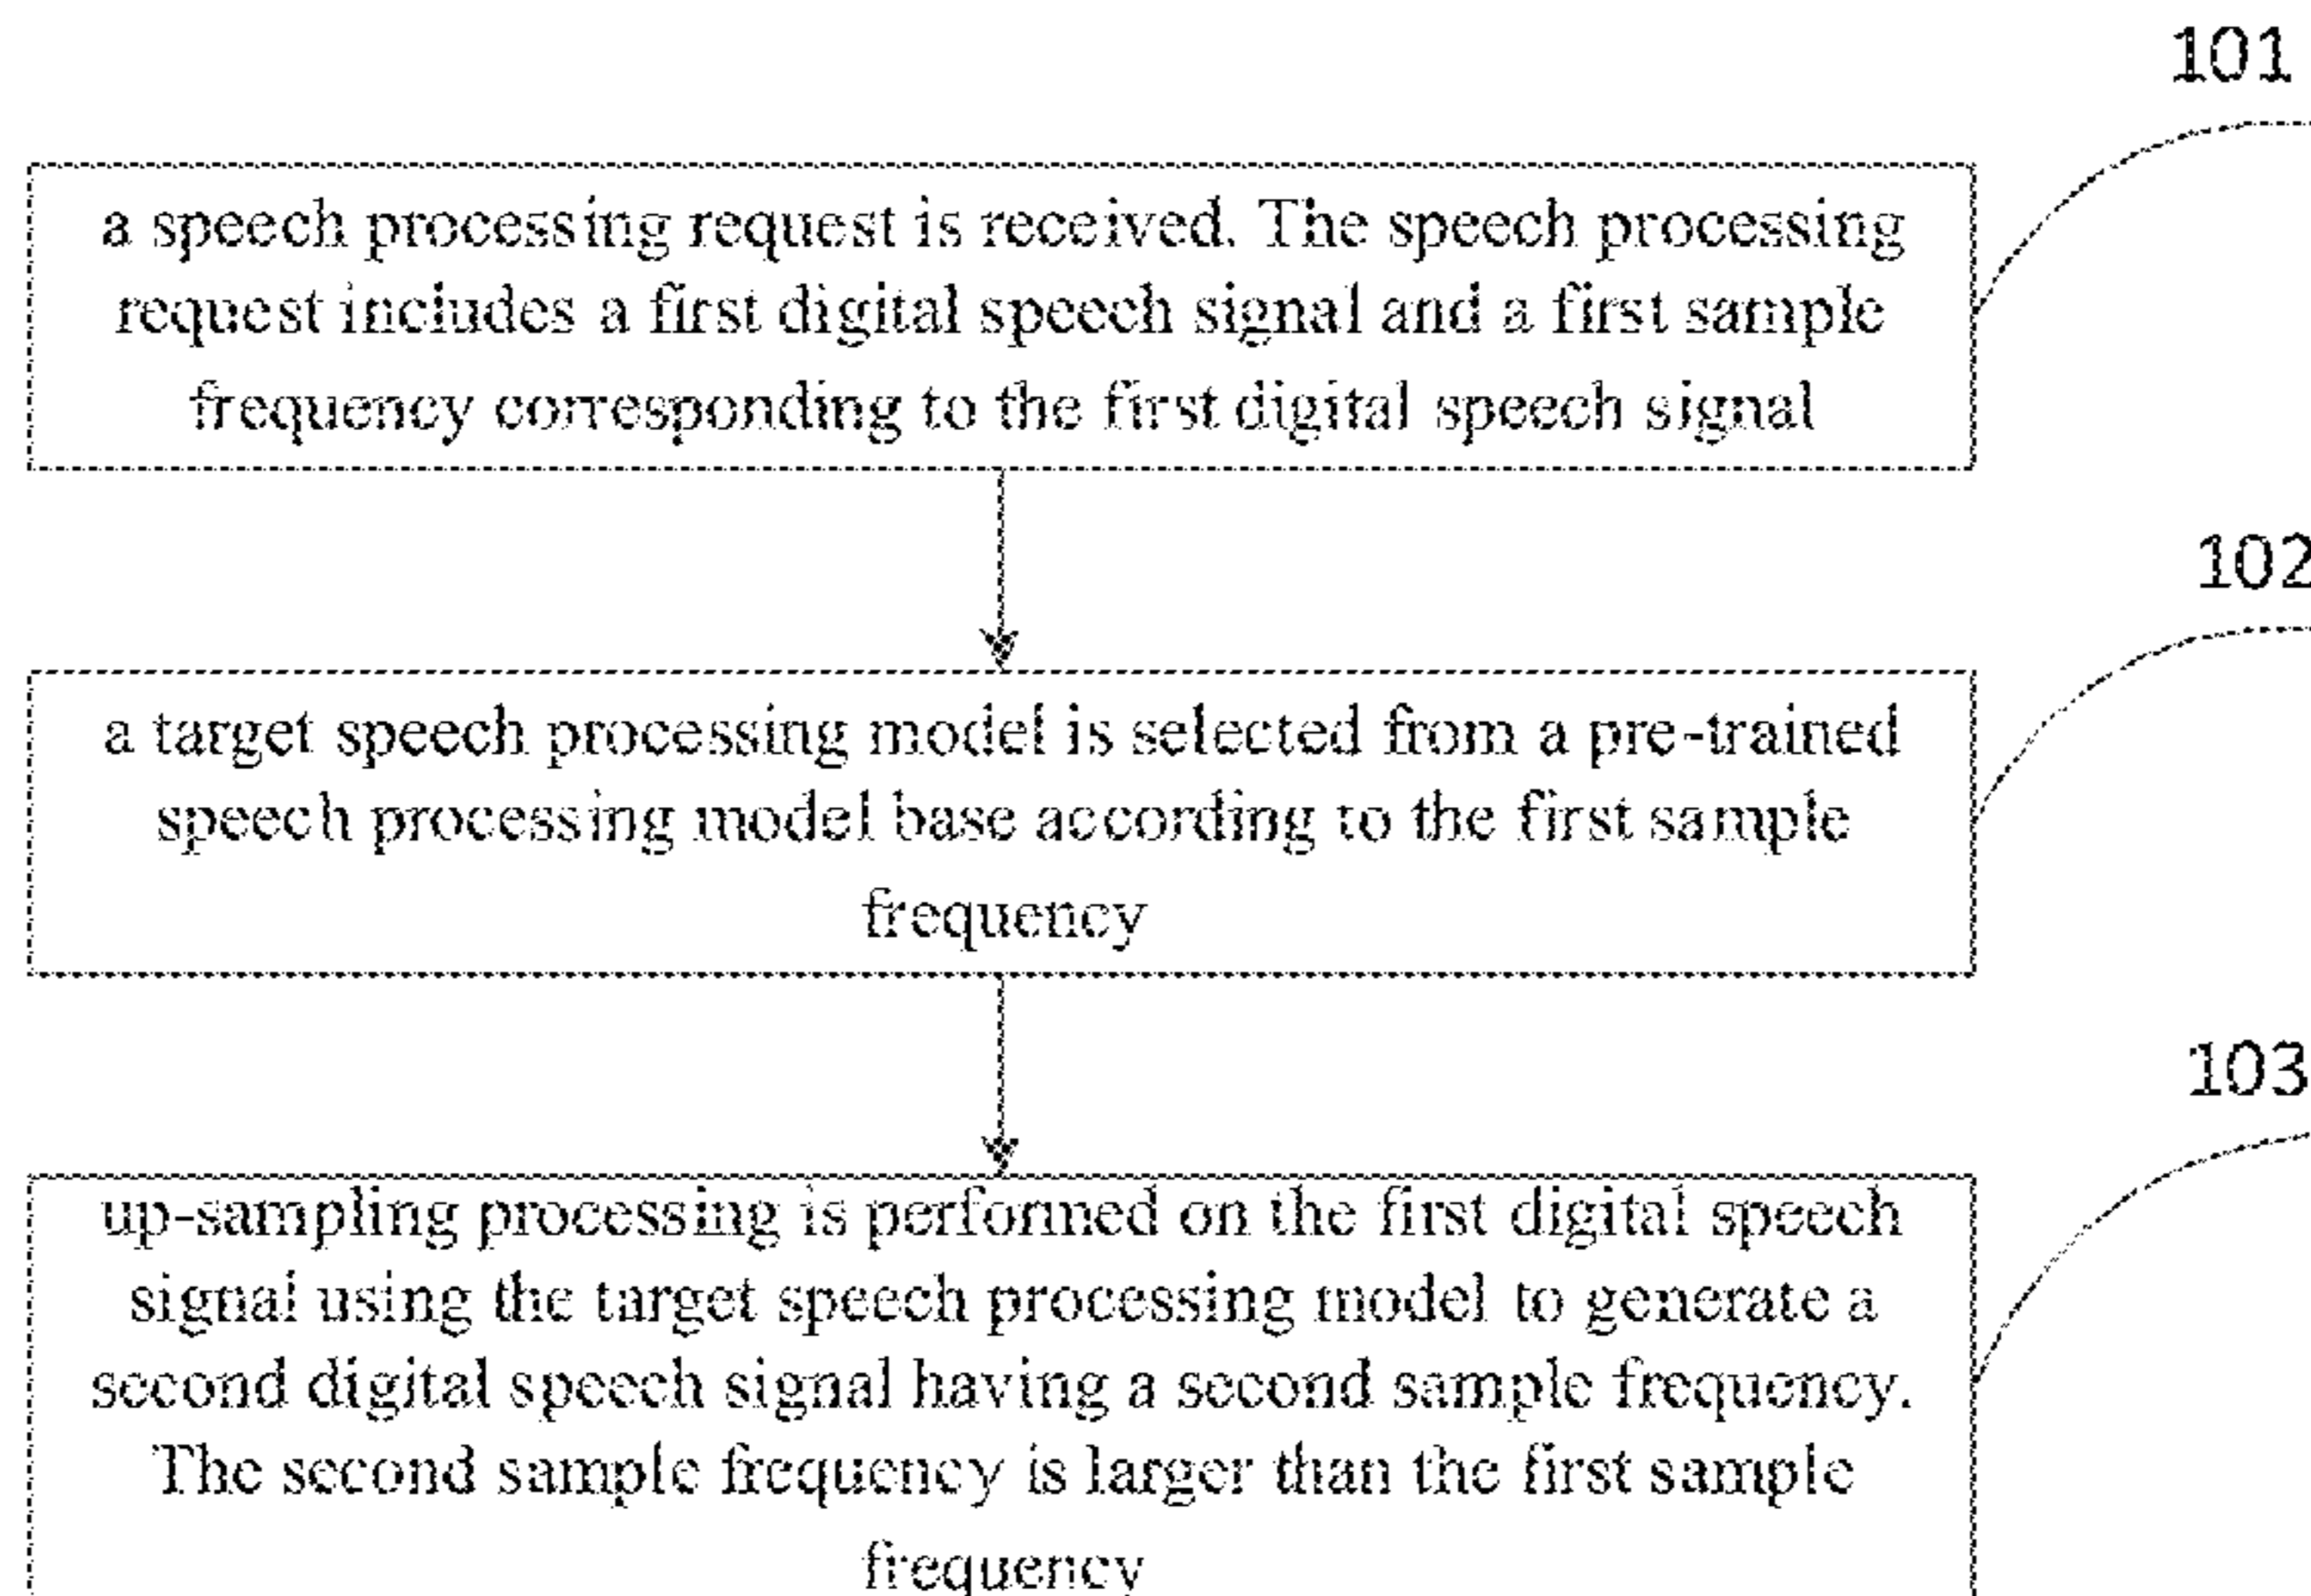 101
a speech processing request is received. The speech processing
request includes a first digital speech signal and a first sample
frequency corresponding to the first digital speech signal
102
a target speech processing model is selected from a pre-trained
speech processing model base according to the first sample
frequency
103
up-sampling processing is performed on the first digital speech
signal using the target speech processing model to generate a
second digital speech signal having a second sample frequency.
The second sample frequency is larger than the first sample
frequency